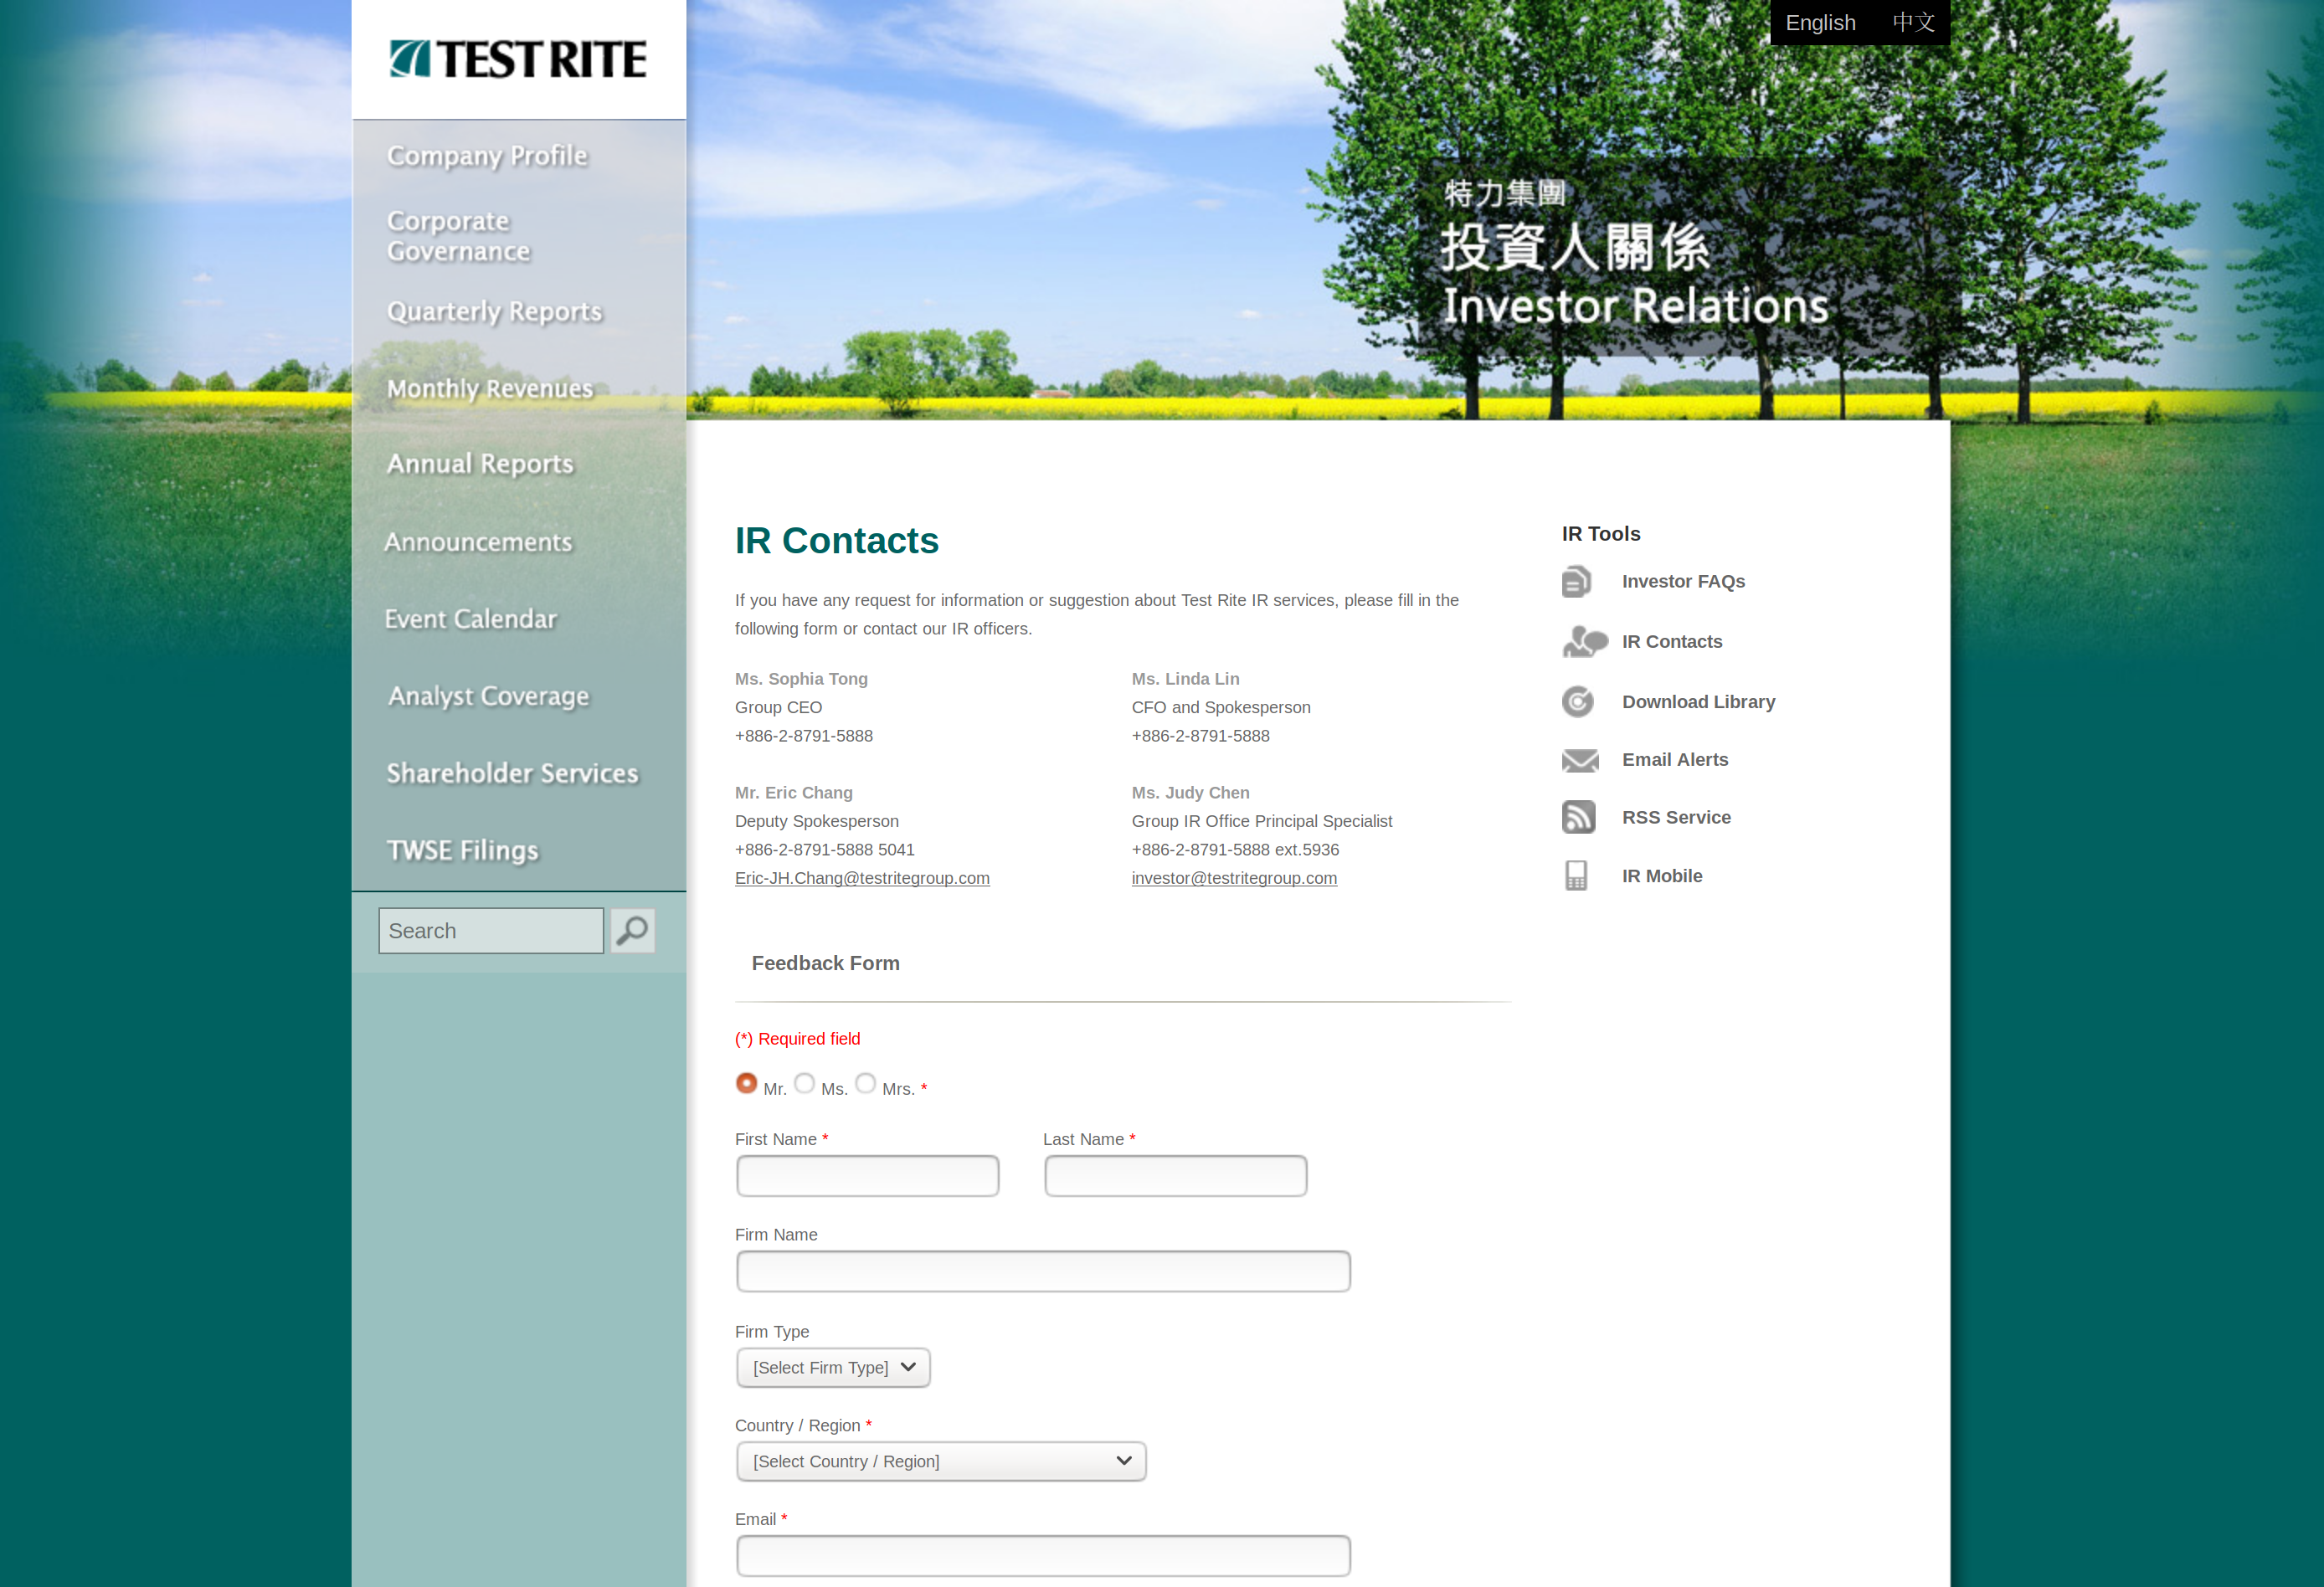 TEST RITE
English
中文
Company Profile
Corporate
Governance
Quarterly Reports
Monthly Revenues
Annual Reports
Announcements
Event Calendar
Analyst Coverage
Shareholder Services
TWSE Filings
Search
特力集團
投資人關係
Investor Relations
IR Contacts
If you have any request for information or suggestion about Test Rite IR services, please fill in the
following form or contact our IR officers.
Ms. Sophia Tong
Group CEO
+886-2-8791-5888
Ms. Linda Lin
CFO and Spokesperson
+886-2-8791-5888
Mr. Eric Chang
Deputy Spokesperson
+886-2-8791-5888 5041
Eric-JH.Chang@testritegroup.com
Ms. Judy Chen
Group IR Office Principal Specialist
+886-2-8791-5888 ext.5936
investor@testritegroup.com
Feedback Form
(*) Required field
Mr. Ms. Mrs. *
First Name *
Last Name *
Firm Name
Firm Type
[Select Firm Type]
Country / Region *
[Select Country / Region]
Email *
IR Tools
Investor FAQs
IR Contacts
Download Library
Email Alerts
RSS Service
IR Mobile